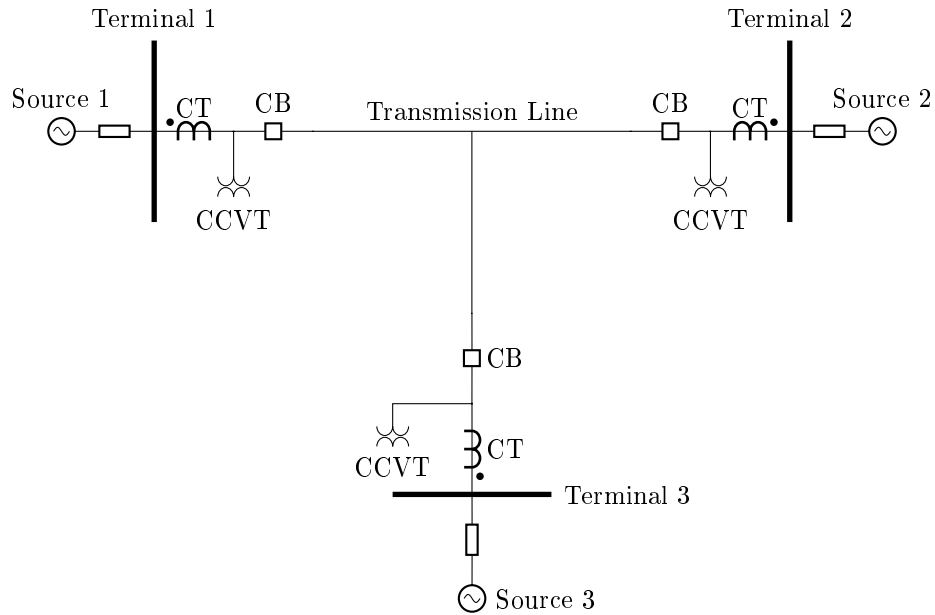 Terminal 1
Terminal 2
Source 1
CT
CB
Transmission Line
CB
CT
Source 2
CCVT
CCVT
CB
CT
CCVT
Terminal 3
Source 3